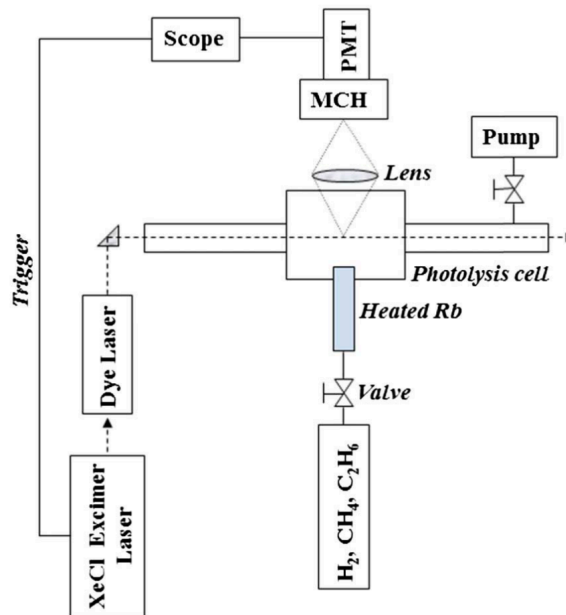 Scope
PMT
MCH
Pump
Lens
Photolysis cell
Trigger
Heated Rb
Dye Laser
Valve
XeCl Excimer
Laser
H₂, CH₄, C₂H₆